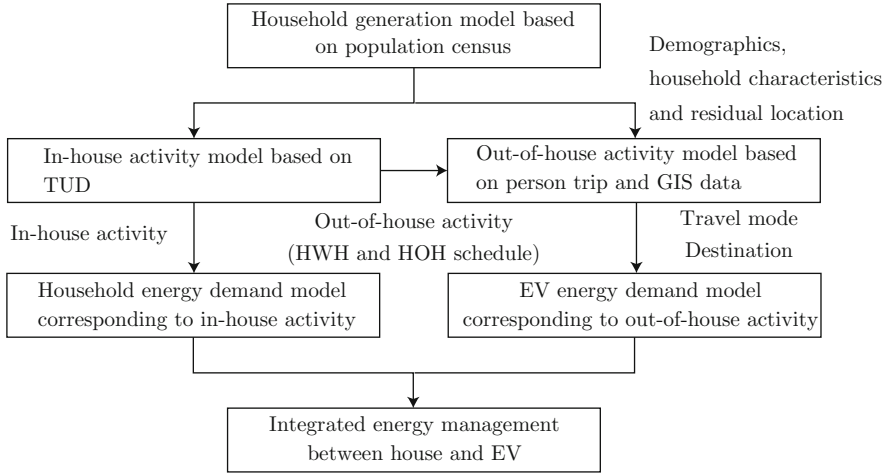 Household generation model based
on population census
Demographics,
household characteristics
and residual location
In-house activity model based on
TUD
Out-of-house activity model based
on person trip and GIS data
In-house activity
Out-of-house activity
(HWH and HOH schedule)
Travel mode
Destination
Household energy demand model
corresponding to in-house activity
EV energy demand model
corresponding to out-of-house activity
Integrated energy management
between house and EV